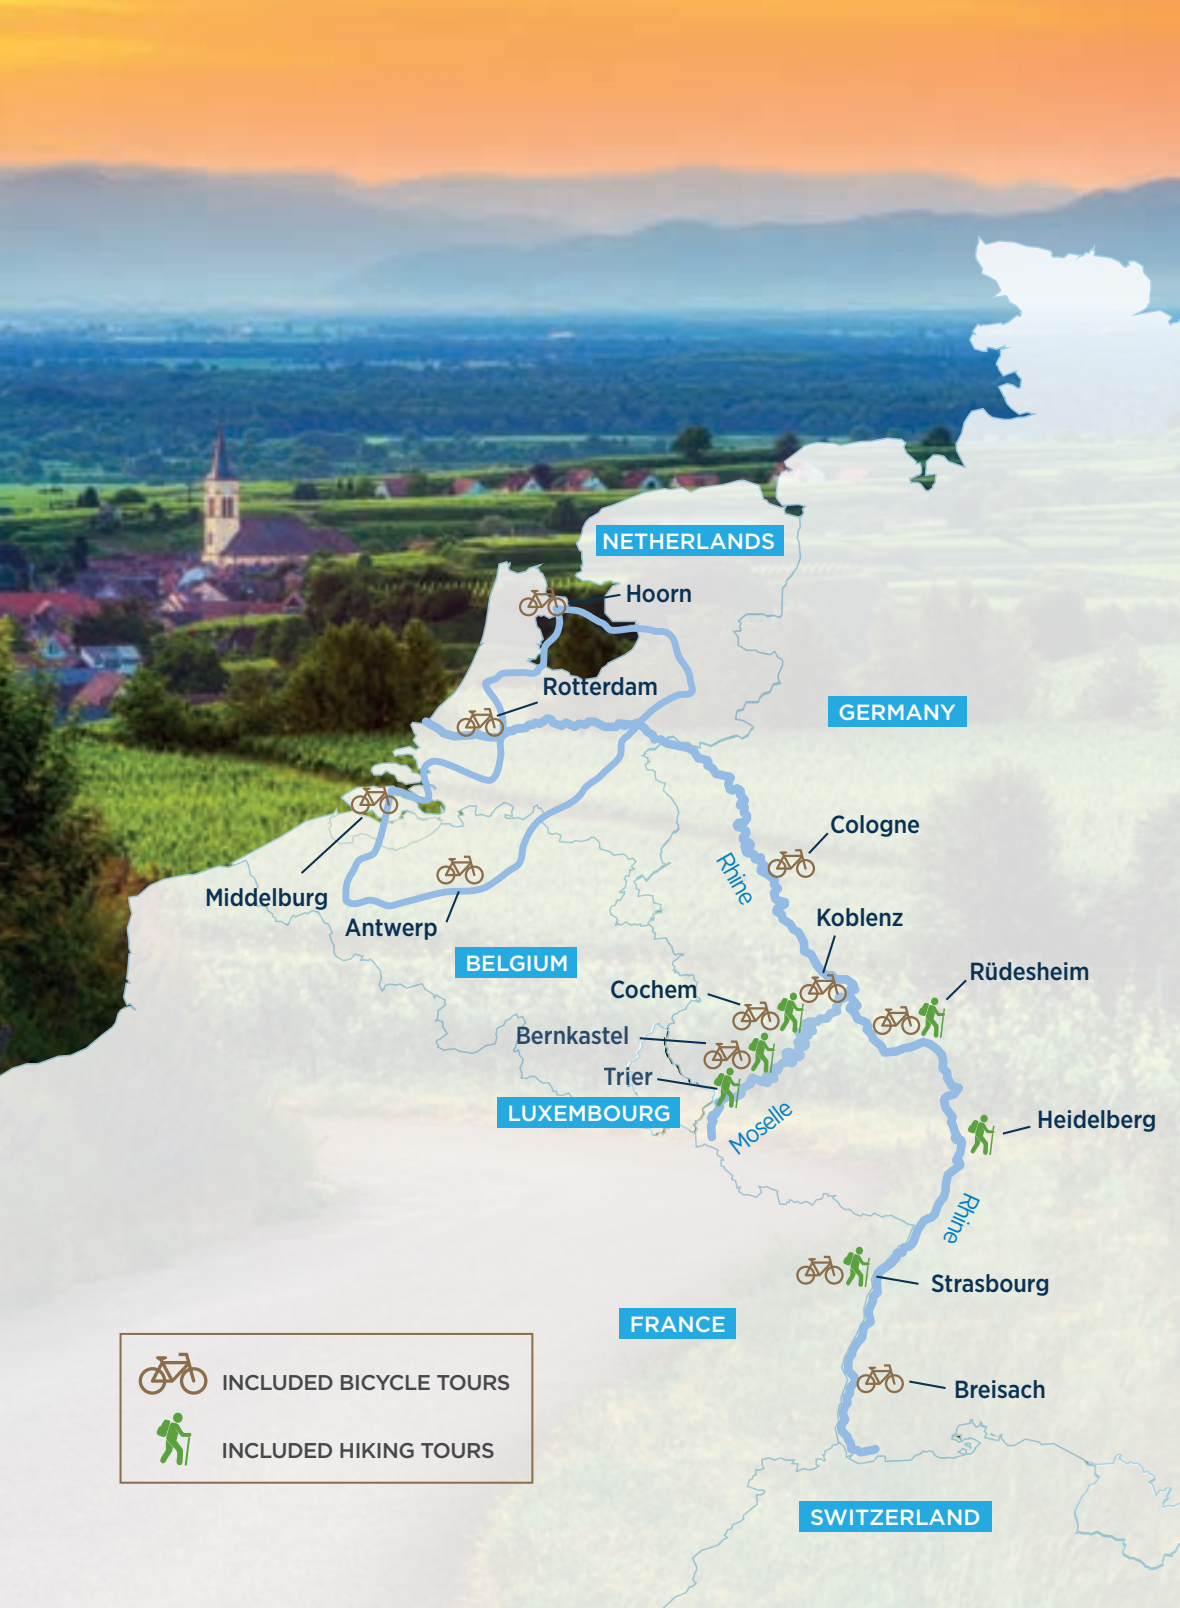 NETHERLANDS
Hoorn
Rotterdam
GERMANY
Cologne
Rhine
Middelburg
Antwerp
Koblenz
BELGIUM
Rüdesheim
Cochem
Bernkastel
Trier
LUXEMBOURG
Moselle
Heidelberg
Rhine
Strasbourg
FRANCE
INCLUDED BICYCLE TOURS
Breisach
INCLUDED HIKING TOURS
SWITZERLAND